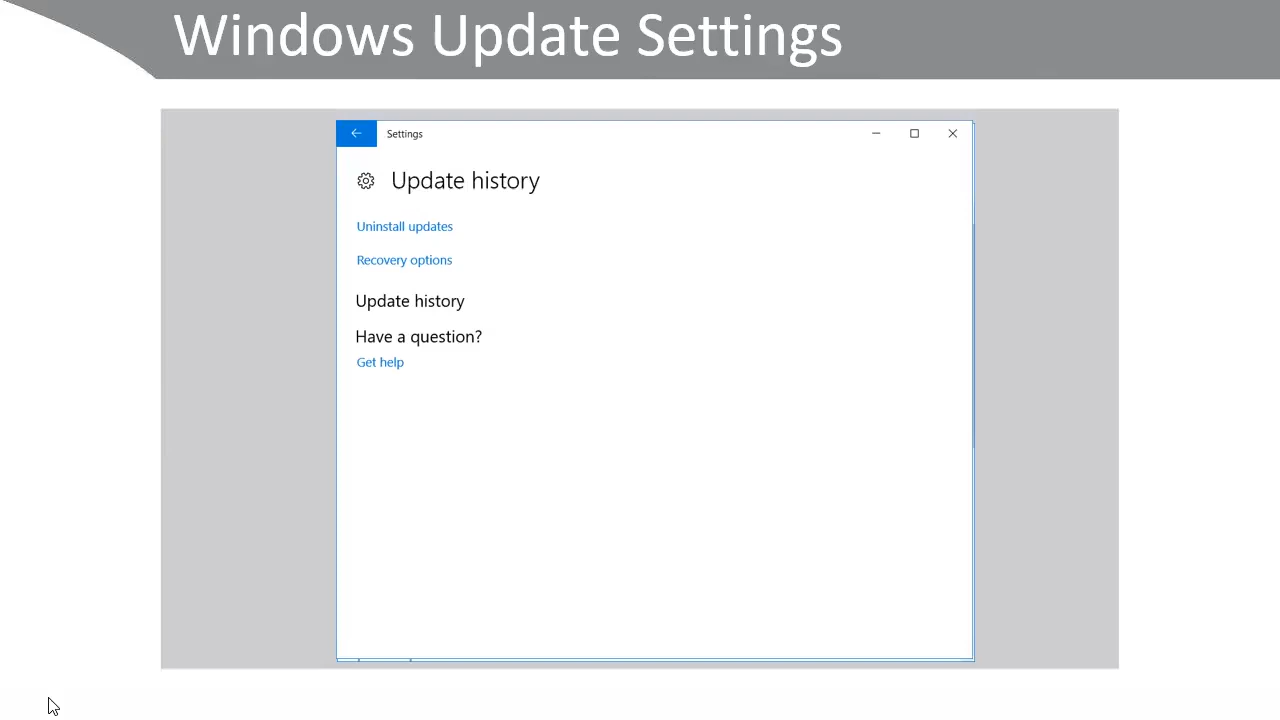 Windows Update Settings
Settings
Update history
Uninstall updates
Recovery options
Update history
Have a question?
Get help